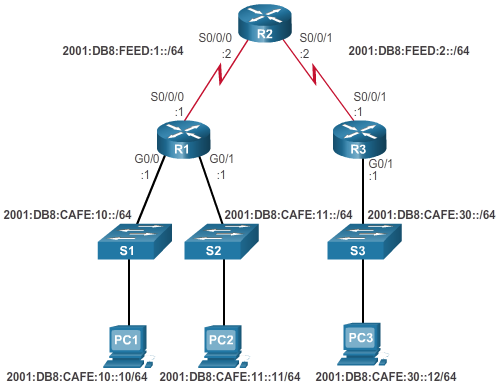 R2
S0/0/0
S0/0/1
2001:DB8:FEED:1::/64
:2
:2
2001:DB8:FEED:2::/64
S0/0/0
S0/0/1
:1
:1
R1
R3
G0/0
G0/1
G0/1
:1
:1
:1
2001:DB8:CAFE:10::/64
2001:DB8:CAFE:11::/64
2001:DB8:CAFE:30::/64
S1
S2
S3
PC1
PC2
PC3
2001:DB8:CAFE:10::10/64
2001:DB8:CAFE:11::11/64
2001:DB8:CAFE:30::12/64